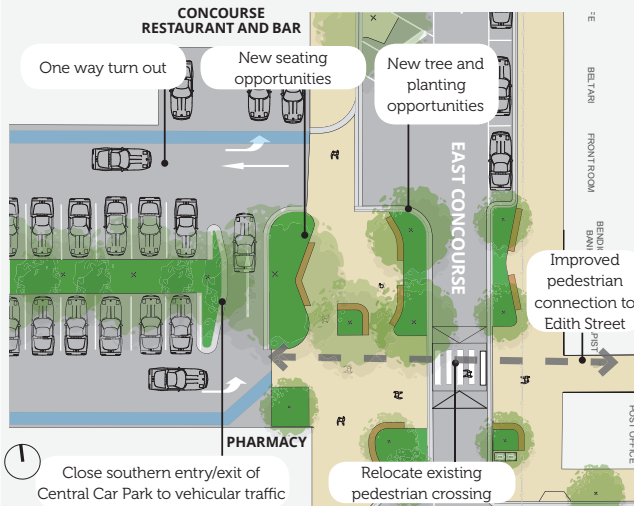 CONCOURSE
RESTAURANT AND BAR
One way turn out
New seating
opportunities
New tree and
planting
opportunities
BELTARI
FRONT ROOM
EAST CONCOURSE
Improved
pedestrian
connection to
Edith Street
POST OFFICE
PHARMACY
Close southern entry/exit of
Central Car Park to vehicular traffic
Relocate existing
pedestrian crossing